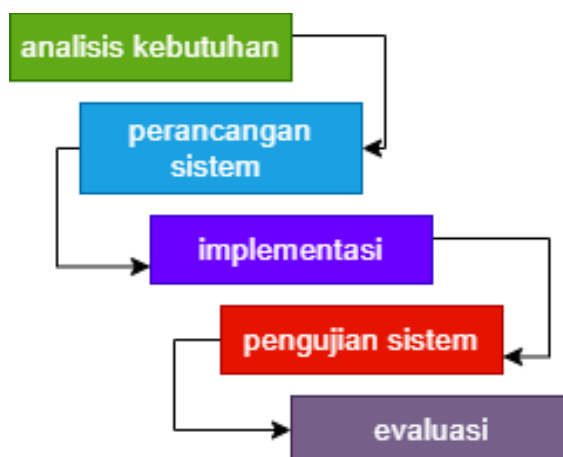 analisis kebutuhan
perancangan
sistem
implementasi
pengujian sistem
evaluasi